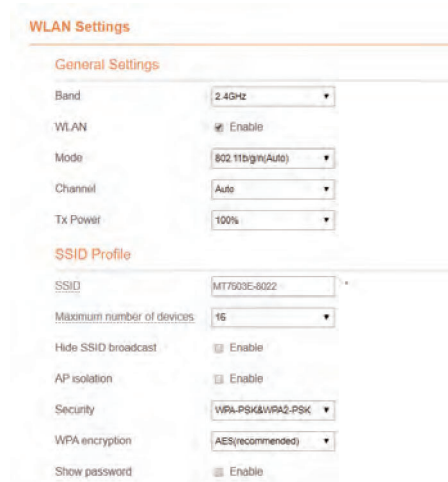 WLAN Settings
General Settings
Band 2.4GHz
WLAN Enable
Mode 802.11b/g/n(Auto)
Channel Auto
Tx Power 100%
SSID Profile
SSID MT7603E-6022 *
Maximum number of devices 16
Hide SSID broadcast Enable
AP isolation Enable
Security WPA-PSK&WPA2-PSK
WPA encryption AES(recommended)
Show password Enable